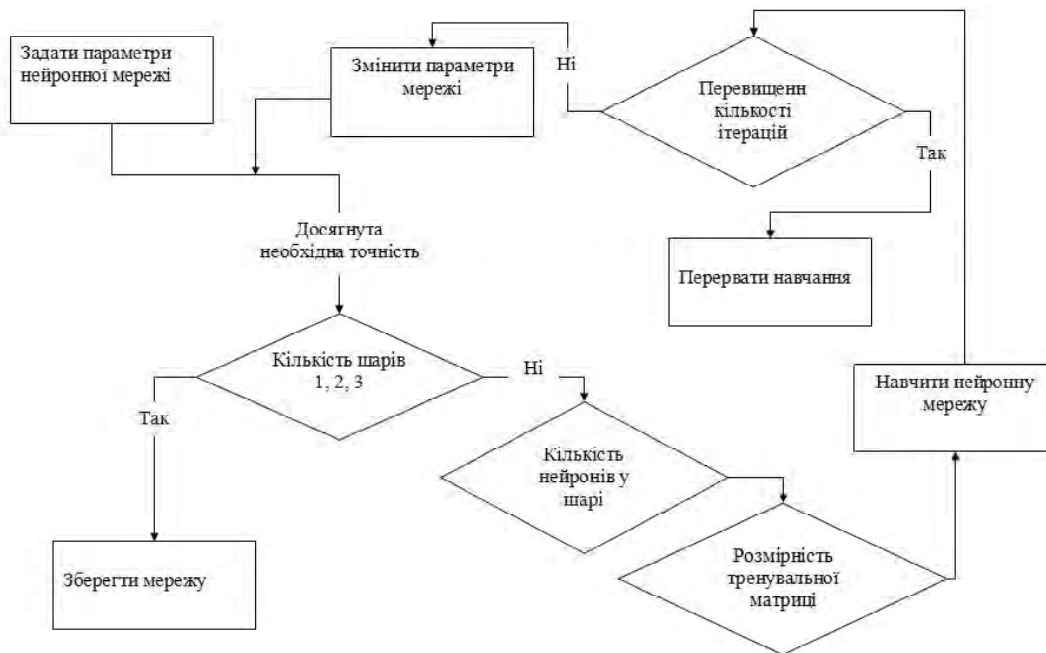 Задати параметри
нейронної мережі
Змінити параметри
мережі
Ні
Перевищенн
кількості
ітерацій
Так
Перервати навчання
Досягнута
необхідна точність
Кількість шарів
1, 2, 3
Ні
Так
Навчити нейронну
мережу
Кількість
нейронів у
шарі
Розмірність
тренувальної
матриці
Зберегти мережу